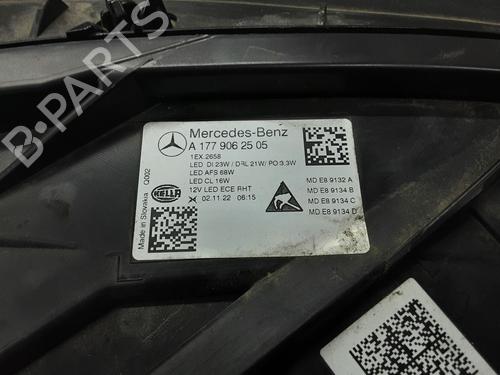 B-PARTS
Mercedes-Benz
A 177 906 25 05
1EX.2658
LED DI 23W / DRL 21W / PO 3.3W
LED AFS 68W
LED CL 16W
12V LED ECE RHT
02.11.22 06:15
HELLA
Made in Slovakia Q002
MD E8 9132 A
MD E8 9134 B
MD E8 9134 C
MD E8 9134 D